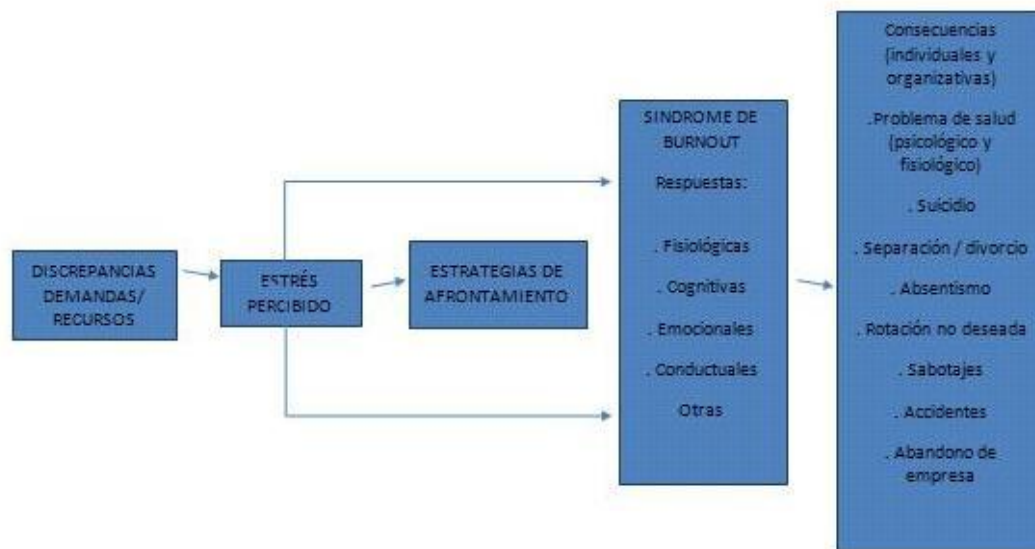 DISCREPANCIAS
DEMANDAS/
RECURSOS
ESTRÉS
PERCIBIDO
ESTRATEGIAS DE
AFRONTAMIENTO
SINDROME DE
BURNOUT
Respuestas:
. Fisiológicas
. Cognitivas
. Emocionales
. Conductuales
Otras
Consecuencias
(individuales y
organizativas)
.Problema de salud
(psicológico y
fisiológico)
. Suicidio
. Separación / divorcio
. Absentismo
. Rotación no deseada
. Sabotajes
. Accidentes
. Abandono de
empresa